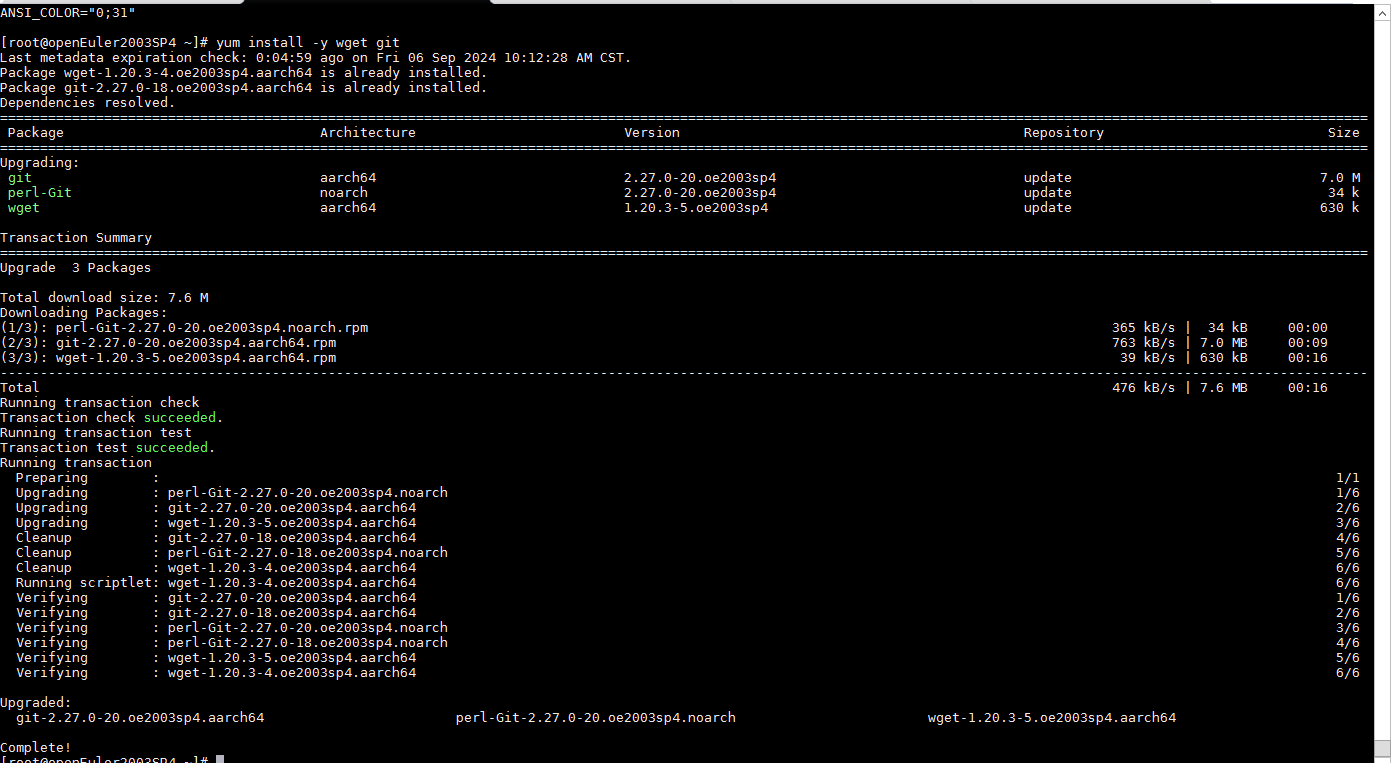 ANSI_COLOR="0;31"
[root@openEuler2003SP4 ~]# yum install -y wget git
Last metadata expiration check: 0:04:59 ago on Fri 06 Sep 2024 10:12:28 AM CST.
Package wget-1.20.3-4.oe2003sp4.aarch64 is already installed.
Package git-2.27.0-18.oe2003sp4.aarch64 is already installed.
Dependencies resolved.
Package Architecture Version Repository Size
Upgrading:
git aarch64 2.27.0-20.oe2003sp4 update 7.0 M
perl-Git noarch 2.27.0-20.oe2003sp4 update 34 k
wget aarch64 1.20.3-5.oe2003sp4 update 630 k
Transaction Summary
Upgrade 3 Packages
Total download size: 7.6 M
Downloading Packages:
(1/3): perl-Git-2.27.0-20.oe2003sp4.noarch.rpm 365 kB/s | 34 kB 00:00
(2/3): git-2.27.0-20.oe2003sp4.aarch64.rpm 763 kB/s | 7.0 MB 00:09
(3/3): wget-1.20.3-5.oe2003sp4.aarch64.rpm 39 kB/s | 630 kB 00:16
Total 476 kB/s | 7.6 MB 00:16
Running transaction check
Transaction check succeeded.
Running transaction test
Transaction test succeeded.
Running transaction
Preparing : 1/1
Upgrading : perl-Git-2.27.0-20.oe2003sp4.noarch 1/6
Upgrading : git-2.27.0-20.oe2003sp4.aarch64 2/6
Upgrading : wget-1.20.3-5.oe2003sp4.aarch64 3/6
Cleanup : git-2.27.0-18.oe2003sp4.aarch64 4/6
Cleanup : perl-Git-2.27.0-18.oe2003sp4.noarch 5/6
Cleanup : wget-1.20.3-4.oe2003sp4.aarch64 6/6
Running scriptlet: wget-1.20.3-4.oe2003sp4.aarch64 6/6
Verifying : git-2.27.0-20.oe2003sp4.aarch64 1/6
Verifying : git-2.27.0-18.oe2003sp4.aarch64 2/6
Verifying : perl-Git-2.27.0-20.oe2003sp4.noarch 3/6
Verifying : perl-Git-2.27.0-18.oe2003sp4.noarch 4/6
Verifying : wget-1.20.3-5.oe2003sp4.aarch64 5/6
Verifying : wget-1.20.3-4.oe2003sp4.aarch64 6/6
Upgraded:
git-2.27.0-20.oe2003sp4.aarch64 perl-Git-2.27.0-20.oe2003sp4.noarch wget-1.20.3-5.oe2003sp4.aarch64
Complete!
[root@openEuler2003SP4 ~]#